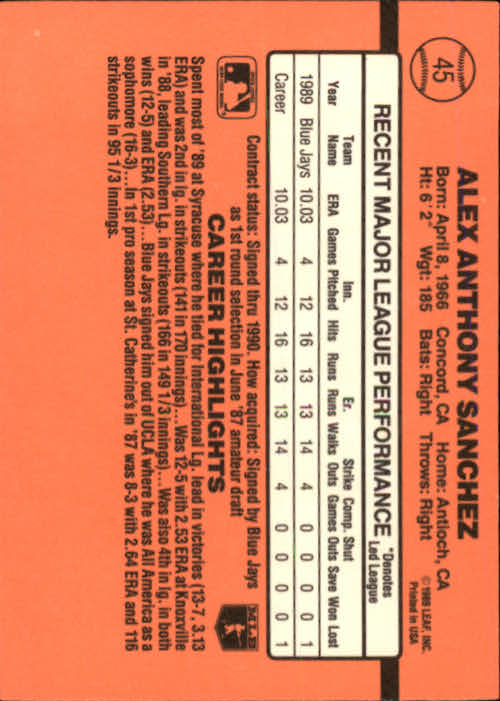 45
ALEX ANTHONY SANCHEZ
Born: April 8, 1966 Concord, CA Home: Antioch, CA
Ht: 6' 2" Wgt: 185 Bats: Right Throws: Right
© 1989 LEAF, INC.
Printed in USA
RECENT MAJOR LEAGUE PERFORMANCE *Denotes Led League
Team Inn. Er. Strike Comp. Shut
Year Name ERA Games Pitched Hits Runs Runs Walks Outs Games Outs Save Won Lost
1989 Blue Jays 10.03 4 12 16 13 13 14 4 0 0 0 0 1
Career 10.03 4 12 16 13 13 14 4 0 0 0 0 1
Contract status: Signed thru 1990. How acquired: Signed by Blue Jays
as 1st round selection in June '87 amateur draft
MLB
CAREER HIGHLIGHTS
Spent most of '89 at Syracuse where he tied for International Lg. lead in victories (13-7, 3.13
ERA) and was 2nd in lg. in strikeouts (141 in 170 innings)... Was 12-5 with 2.53 ERA at Knoxville
in '88, leading Southern Lg. in strikeouts (166 in 149 1/3 innings)... Was also 4th in lg. in both
wins (12-5) and ERA (2.53)... Blue Jays signed him out of UCLA where he was All America as a
sophomore (16-3)... In 1st pro season at St. Catherine's in '87 was 8-3 with 2.64 ERA and 116
strikeouts in 95 1/3 innings.